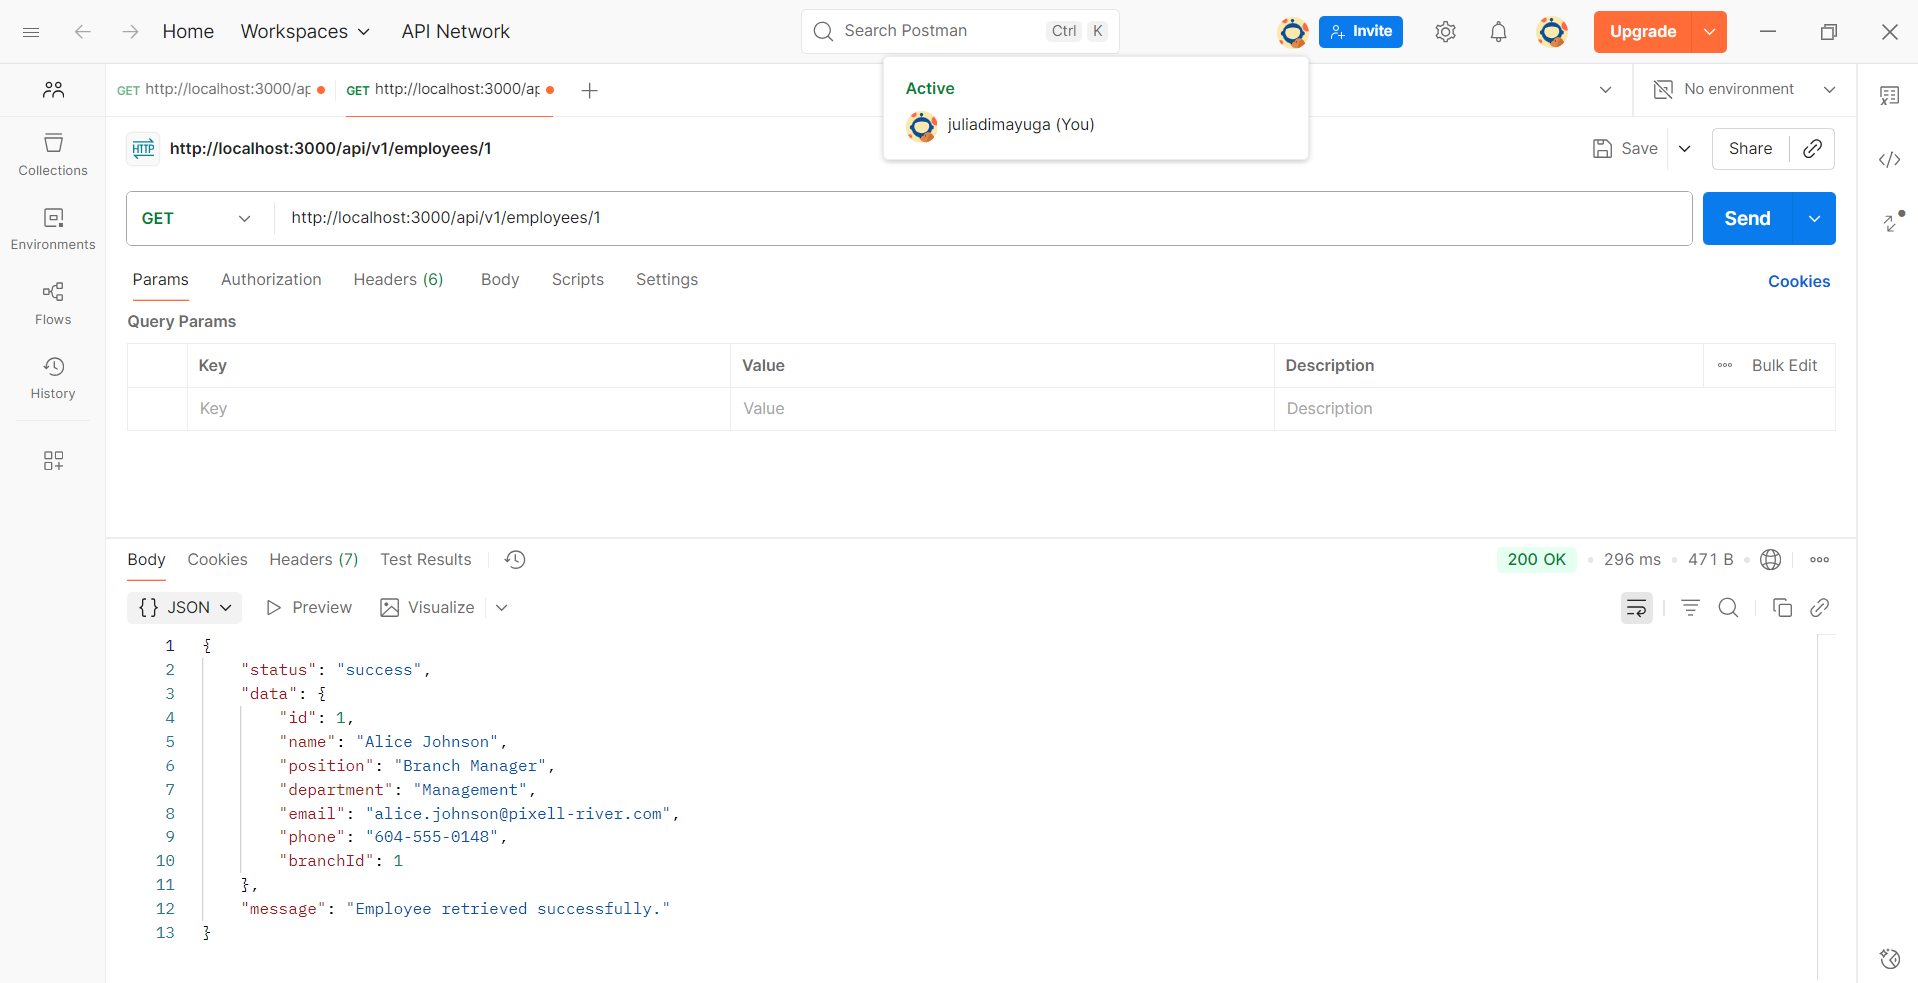 Home Workspaces API Network Search Postman Ctrl K Invite Upgrade
GET http://localhost:3000/ap GET http://localhost:3000/ap No environment
Active
juliadimayuga (You)
HTTP http://localhost:3000/api/v1/employees/1 Save Share
Collections
Environments
Flows
History
GET http://localhost:3000/api/v1/employees/1 Send
Params Authorization Headers (6) Body Scripts Settings Cookies
Query Params
Key Value Description Bulk Edit
Key Value Description
Body Cookies Headers (7) Test Results 200 OK 296 ms 471 B
{} JSON Preview Visualize
1 {
2 "status": "success",
3 "data": {
4 "id": 1,
5 "name": "Alice Johnson",
6 "position": "Branch Manager",
7 "department": "Management",
8 "email": "alice.johnson@pixell-river.com",
9 "phone": "604-555-0148",
10 "branchId": 1
11 },
12 "message": "Employee retrieved successfully."
13 }